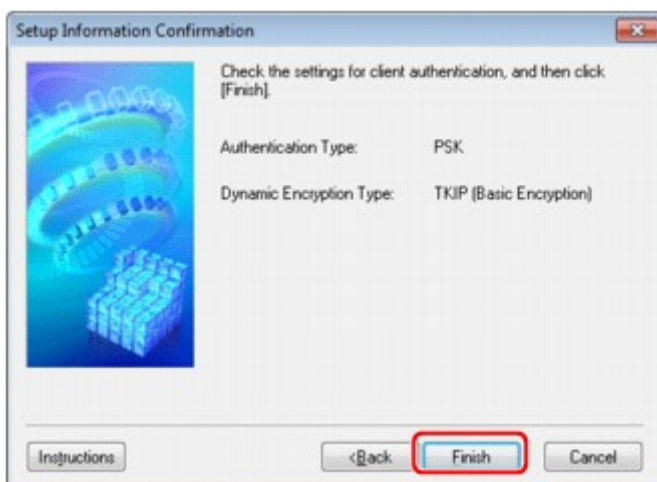 Setup Information Confirmation
Check the settings for client authentication, and then click
[Finish].
Authentication Type: PSK
Dynamic Encryption Type: TKIP (Basic Encryption)
Instructions <Back Finish Cancel